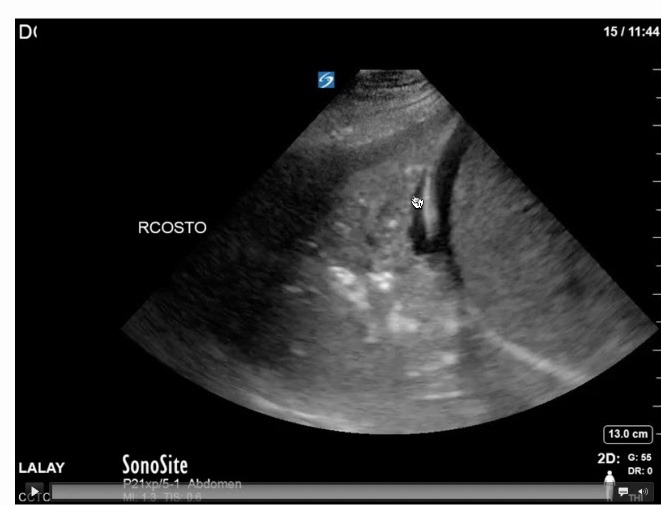 15 / 11:44
RCOSTO
13.0 cm
2D: G: 55
DR: 0
LALAY
SonoSite
P21xp/5-1 Abdomen
MI: 1.3 TIS: 0.6